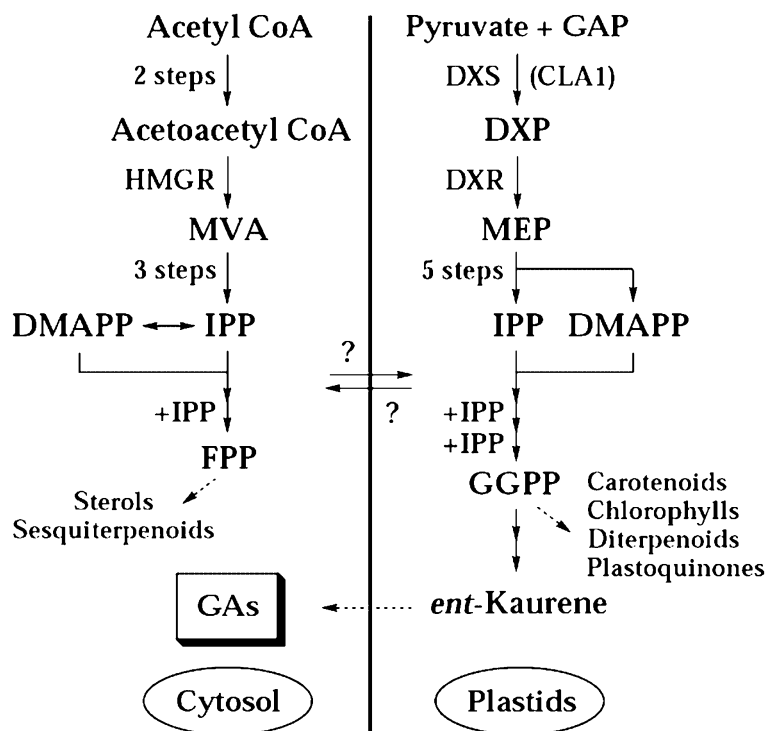 Acetyl CoA
2 steps
Acetoacetyl CoA
HMGR
MVA
3 steps
DMAPP
IPP
+IPP
FPP
Sterols
Sesquiterpenoids
GAs
Cytosol
?
?
Pyruvate + GAP
DXS
(CLA1)
DXP
DXR
MEP
5 steps
IPP
DMAPP
+IPP
+IPP
GGPP
Carotenoids
Chlorophylls
Diterpenoids
Plastoquinones
ent-Kaurene
Plastids